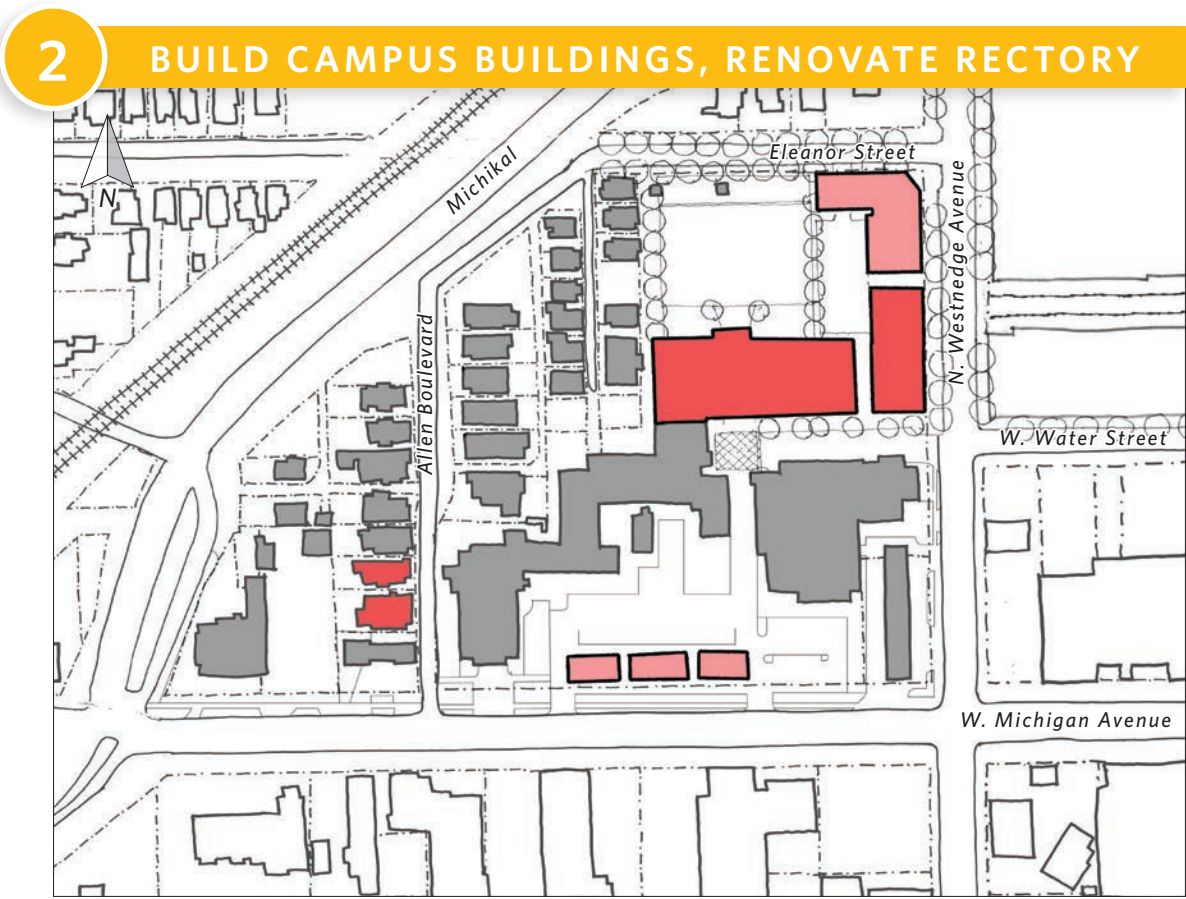 2
BUILD CAMPUS BUILDINGS, RENOVATE RECTORY
N
Michikal
Eleanor Street
N. Westnedge Avenue
Allen Boulevard
W. Water Street
W. Michigan Avenue